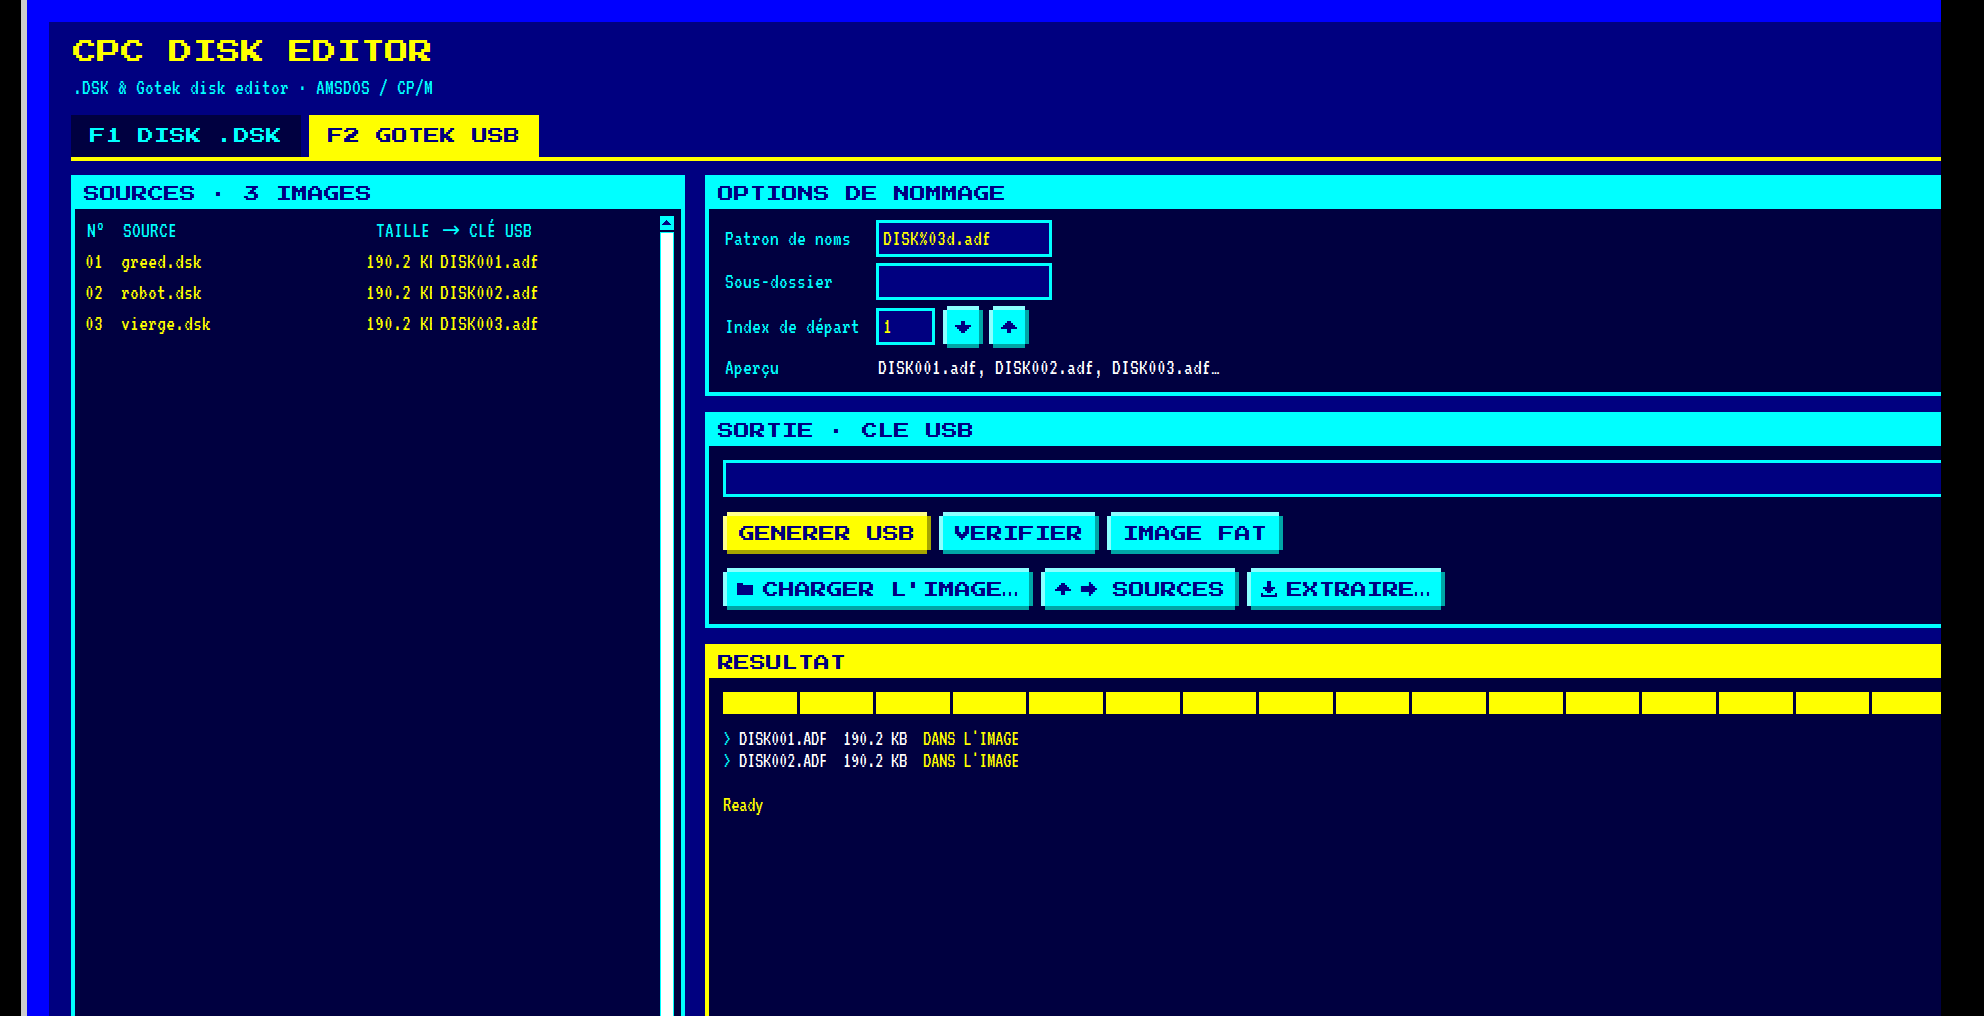 CPC DISK EDITOR
.DSK & Gotek disk editor · AMSDOS / CP/M
F1 DISK .DSK
F2 GOTEK USB
SOURCES · 3 IMAGES
N° SOURCE TAILLE → CLÉ USB
01 greed.dsk 190.2 K DISK001.adf
02 robot.dsk 190.2 K DISK002.adf
03 vierge.dsk 190.2 K DISK003.adf
OPTIONS DE NOMMAGE
Patron de noms DISK%03d.adf
Sous-dossier
Index de départ 1
Aperçu DISK001.adf, DISK002.adf, DISK003.adf…
SORTIE · CLE USB
GENERER USB VERIFIER IMAGE FAT
CHARGER L'IMAGE… SOURCES EXTRAIRE…
RESULTAT
> DISK001.ADF 190.2 KB DANS L'IMAGE
> DISK002.ADF 190.2 KB DANS L'IMAGE
Ready